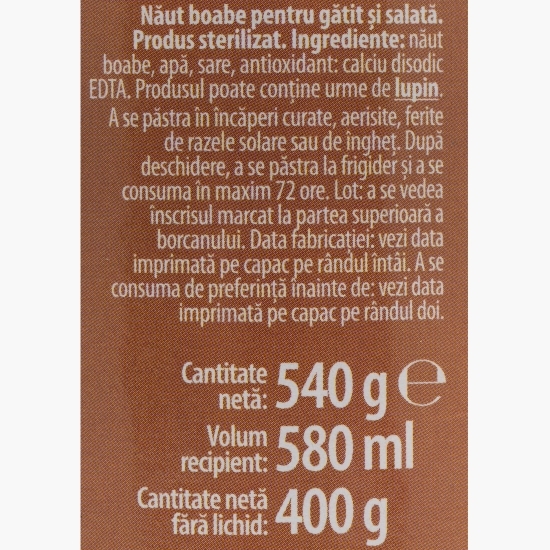 Năut boabe pentru gătit și salată.
Produs sterilizat. Ingrediente: năut
boabe, apă, sare, antioxidant: calciu disodic
EDTA. Produsul poate conține urme de lupin.
A se păstra în încăperi curate, aerisite, ferite
de razele solare sau de îngheț. După
deschidere, a se păstra la frigider și a se
consuma în maxim 72 ore. Lot: a se vedea
înscrisul marcat la partea superioară a
borcanului. Data fabricației: vezi data
imprimată pe capac pe rândul întâi. A se
consuma de preferință înainte de: vezi data
imprimată pe capac pe rândul doi.
Cantitate netă: 540 g ℮
Volum recipient: 580 ml
Cantitate netă fără lichid: 400 g